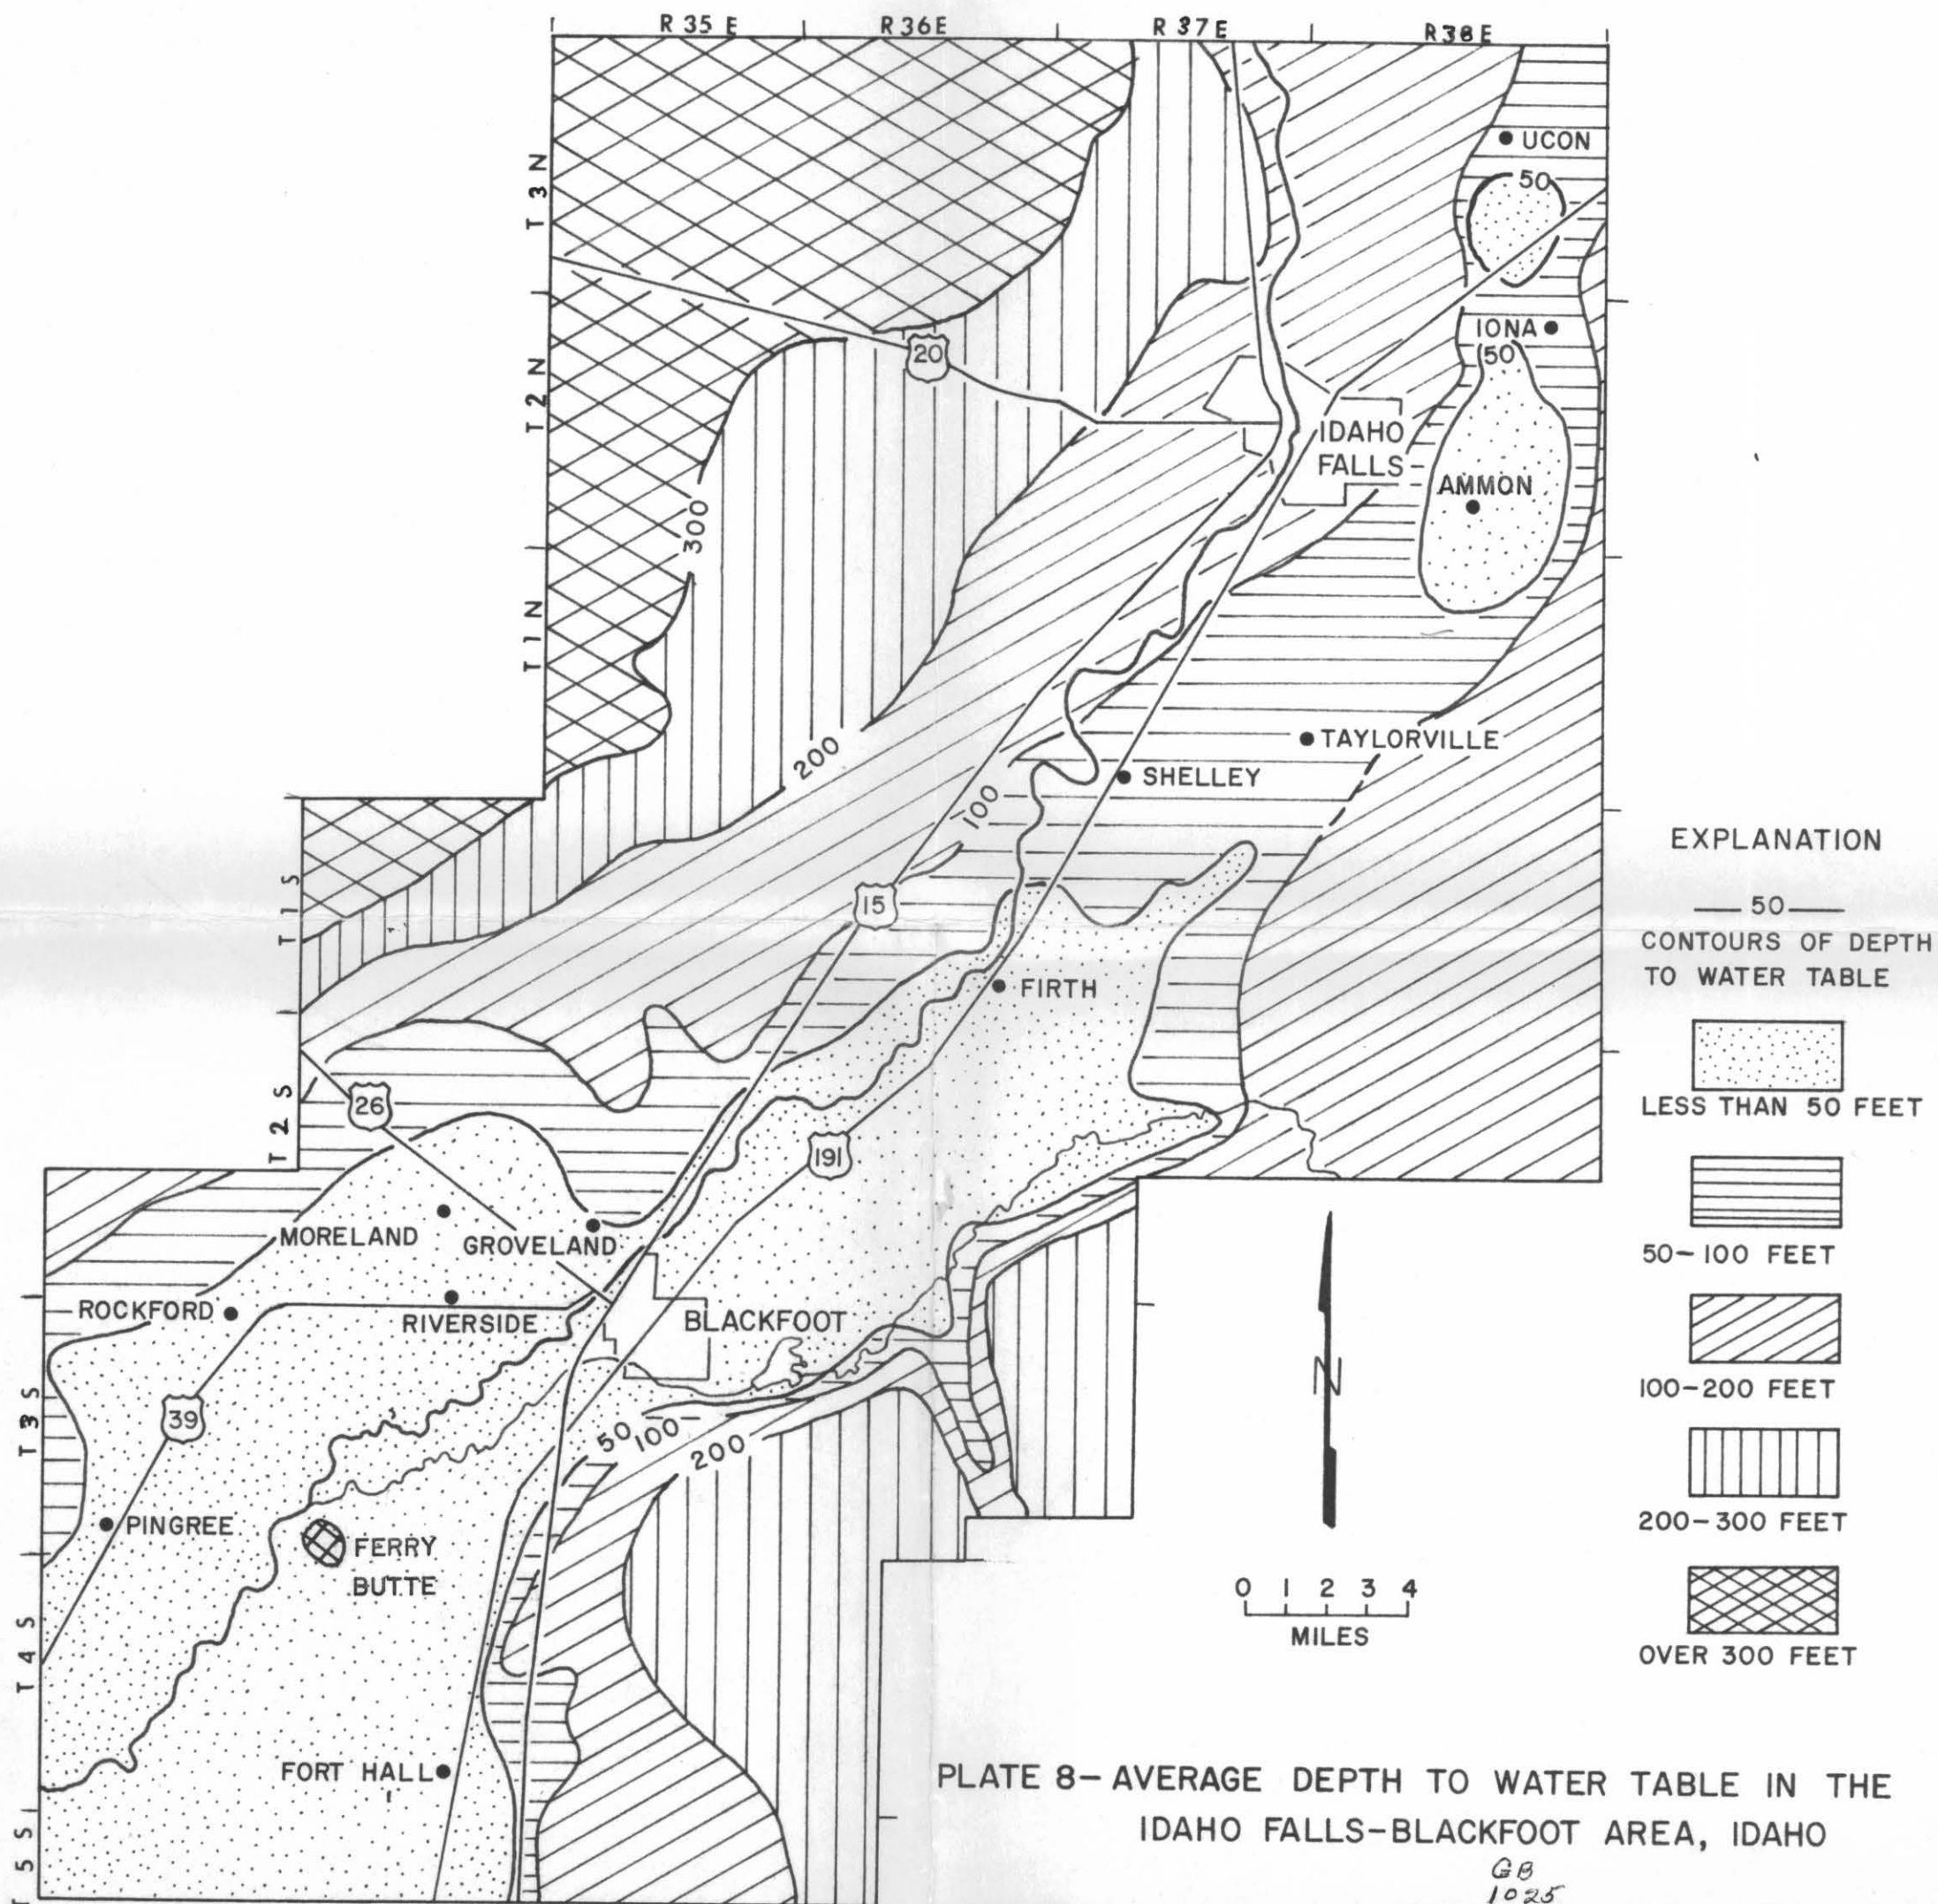 R 35 E
R 36 E
R 37 E
R 38 E
T 3 N
UCON
50
IONA
50
T 2 N
20
IDAHO
FALLS
AMMON
300
T 1 N
TAYLORVILLE
200
SHELLEY
100
EXPLANATION
50
CONTOURS OF DEPTH
TO WATER TABLE
T 1 S
15
FIRTH
LESS THAN 50 FEET
T 2 S
26
191
50-100 FEET
MORELAND
GROVELAND
ROCKFORD
RIVERSIDE
BLACKFOOT
N
100-200 FEET
T 3 S
39
50
100
200
PINGREE
FERRY
BUTTE
200-300 FEET
0 1 2 3 4
MILES
T 4 S
OVER 300 FEET
FORT HALL
PLATE 8-AVERAGE DEPTH TO WATER TABLE IN THE
IDAHO FALLS-BLACKFOOT AREA, IDAHO
T 5 S
GB
1025